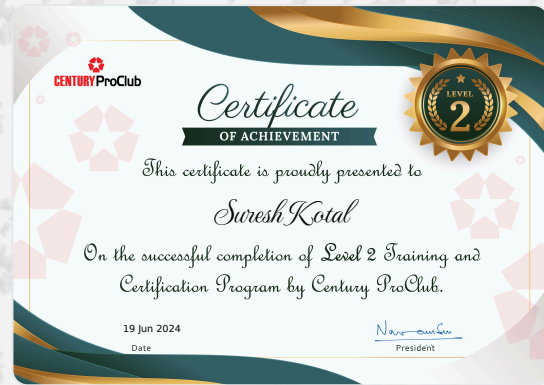 CENTURY ProClub
LEVEL
2
Certificate
OF ACHIEVEMENT
This certificate is proudly presented to
Suresh Kotal
On the successful completion of Level 2 Training and
Certification Program by Century ProClub.
19 Jun 2024
Date
President